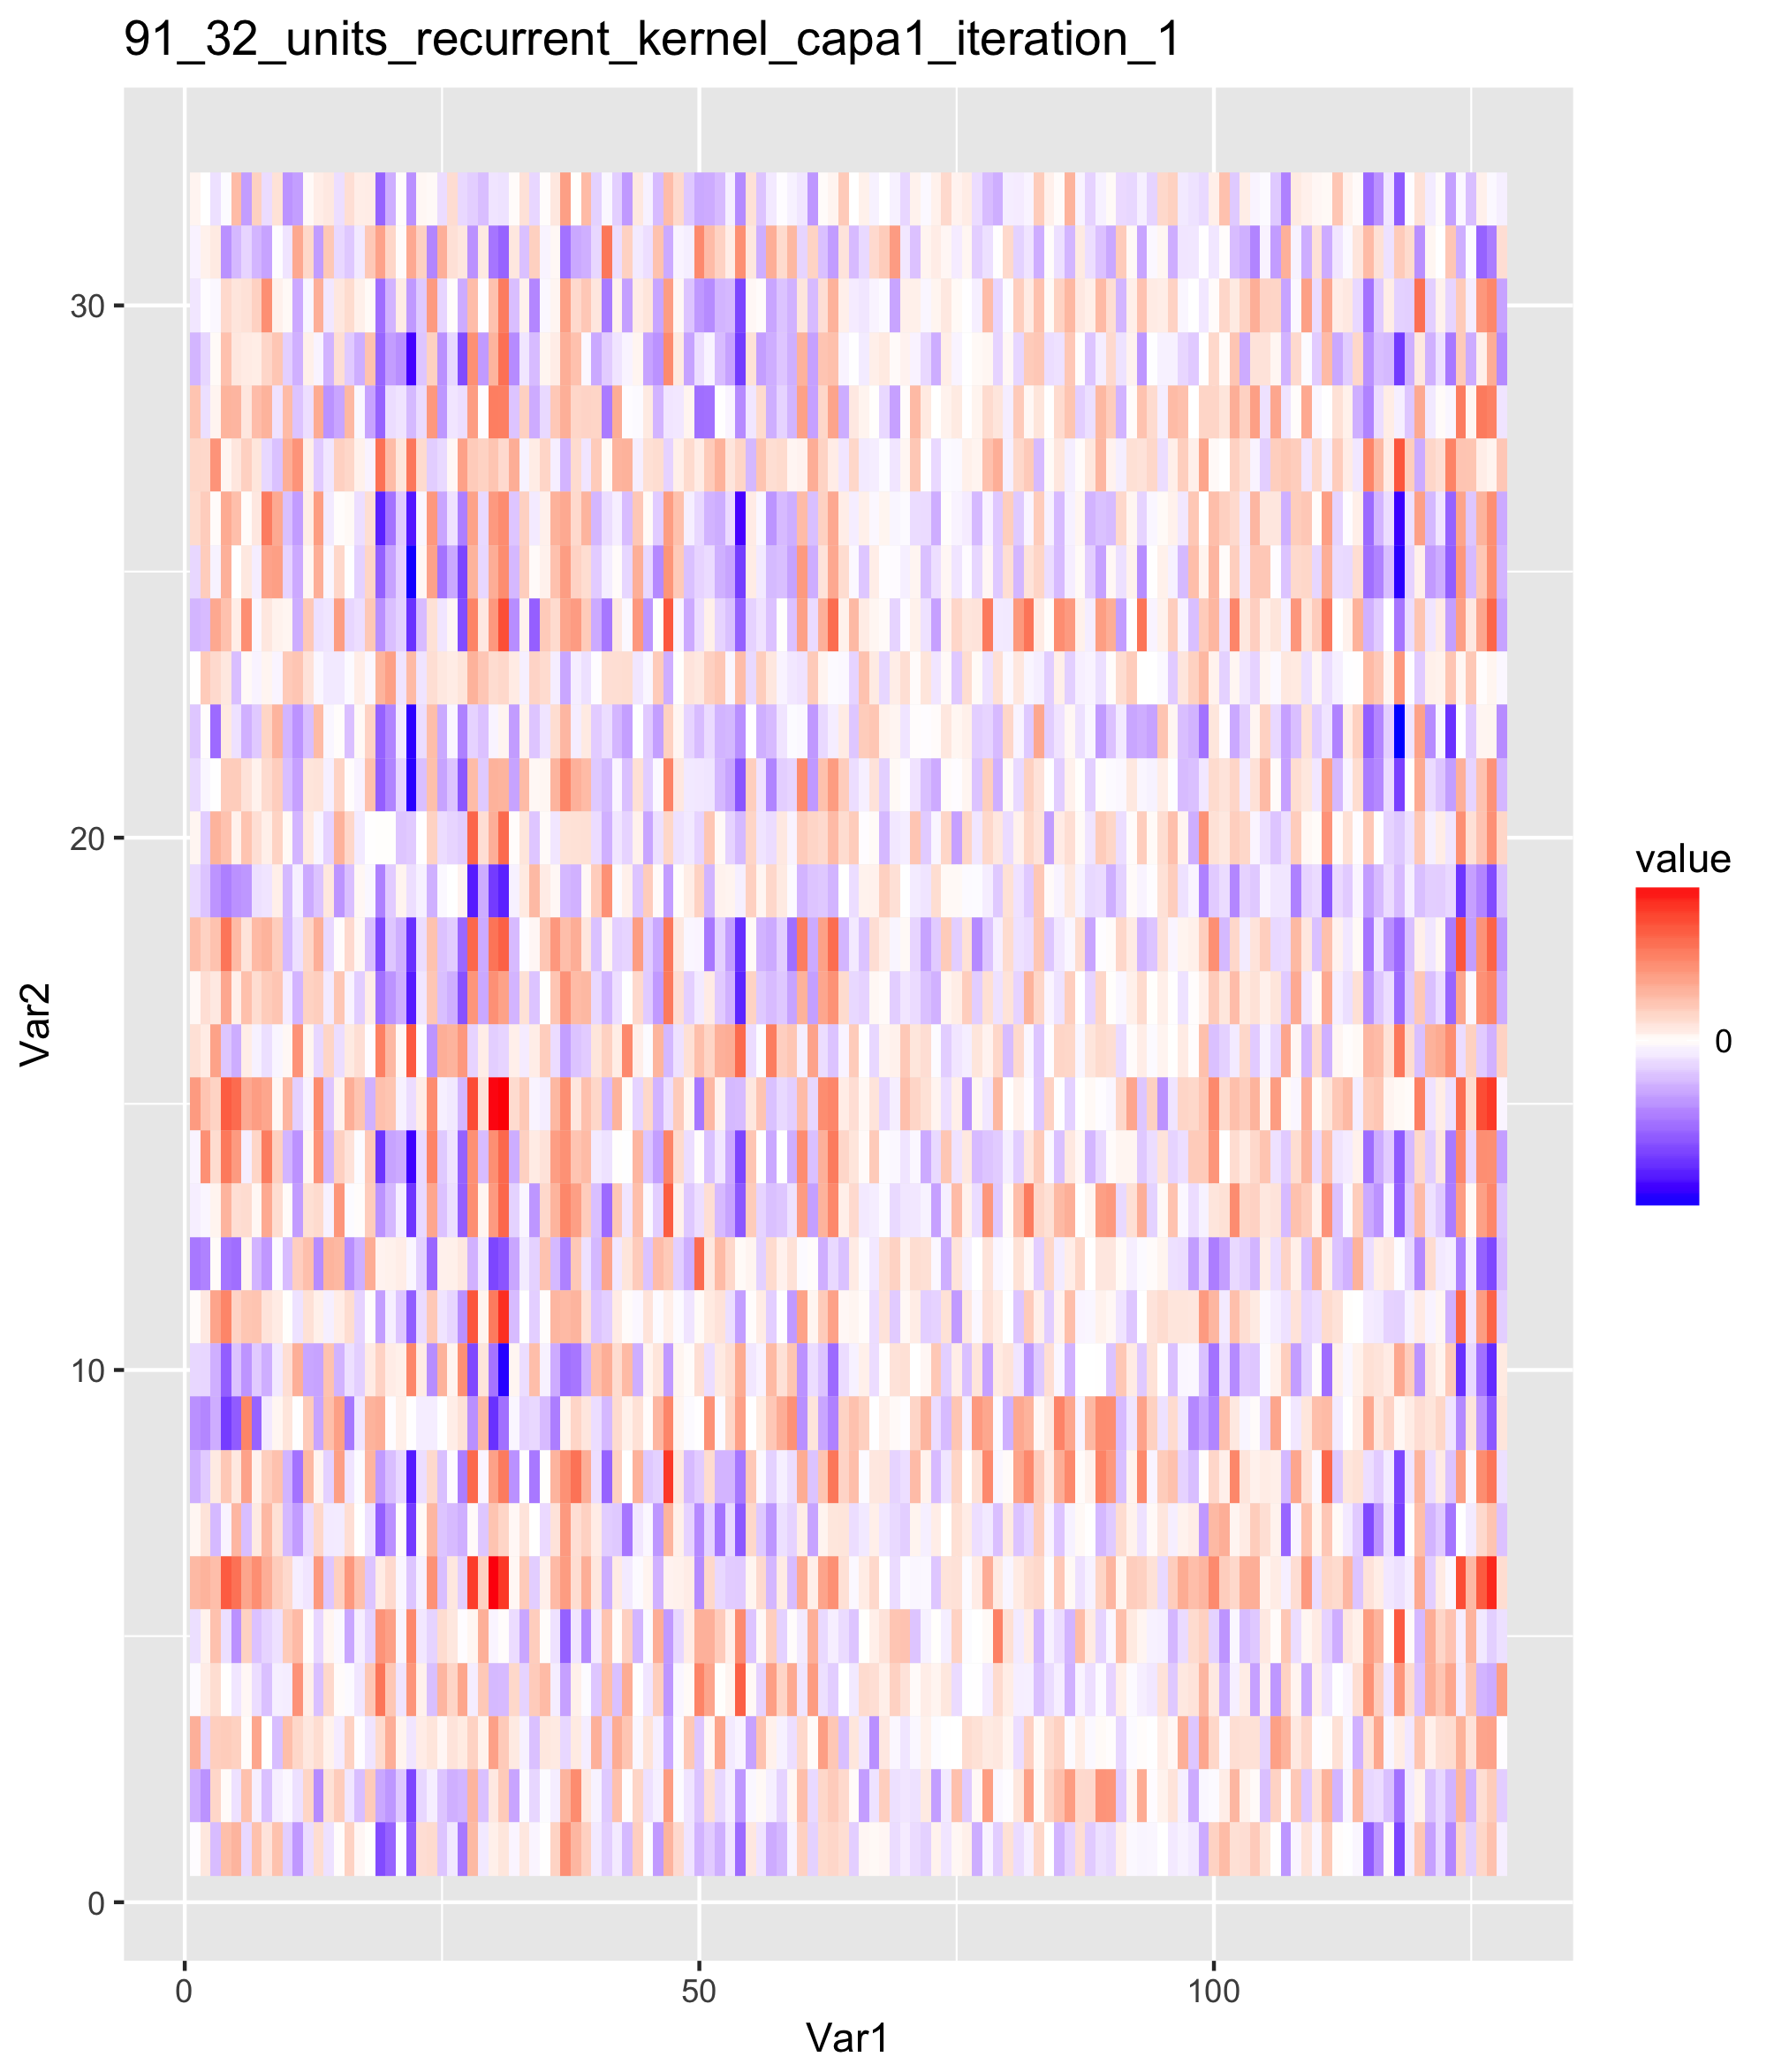 91_32_units_recurrent_kernel_capa1_iteration_1
30
20
10
0
Var2
0
50
100
Var1
value
0